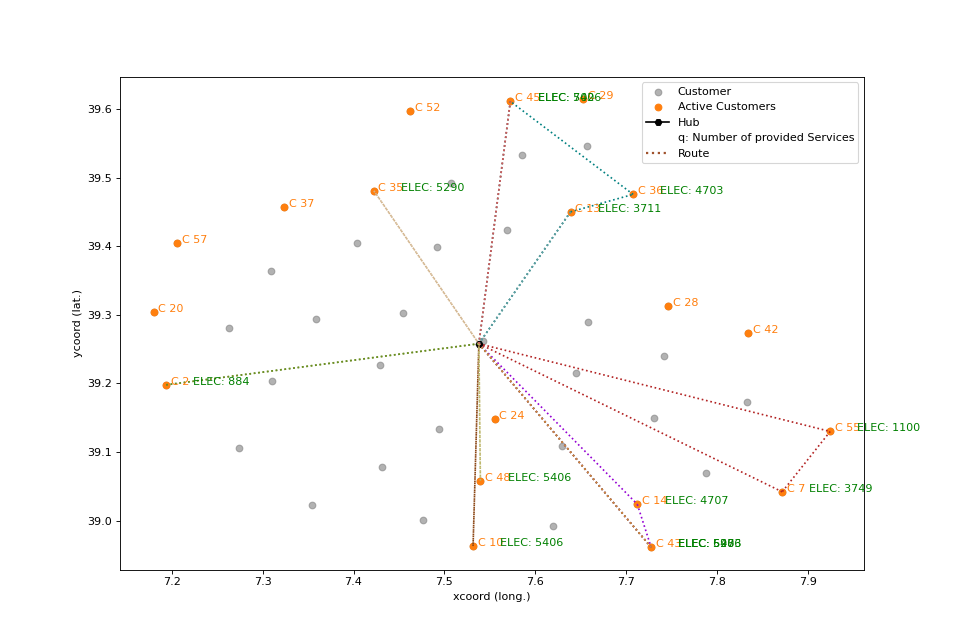 C 45
C 29
C 52
Customer
Active Customers
Hub
q: Number of provided Services
Route
39.6
39.5
39.4
39.3
39.2
39.1
39.0
ycoord (lat.)
C 35 ELEC: 5290
C 36 ELEC: 4703
C 37
C 13 ELEC: 3711
C 57
C 20
C 28
C 42
C 2 ELEC: 884
C 24
C 55 ELEC: 1100
C 48 ELEC: 5406
C 7 ELEC: 3749
C 14 ELEC: 4707
C 10 ELEC: 5406
C 43 ELEC:
7.2 7.3 7.4 7.5 7.6 7.7 7.8 7.9
xcoord (long.)